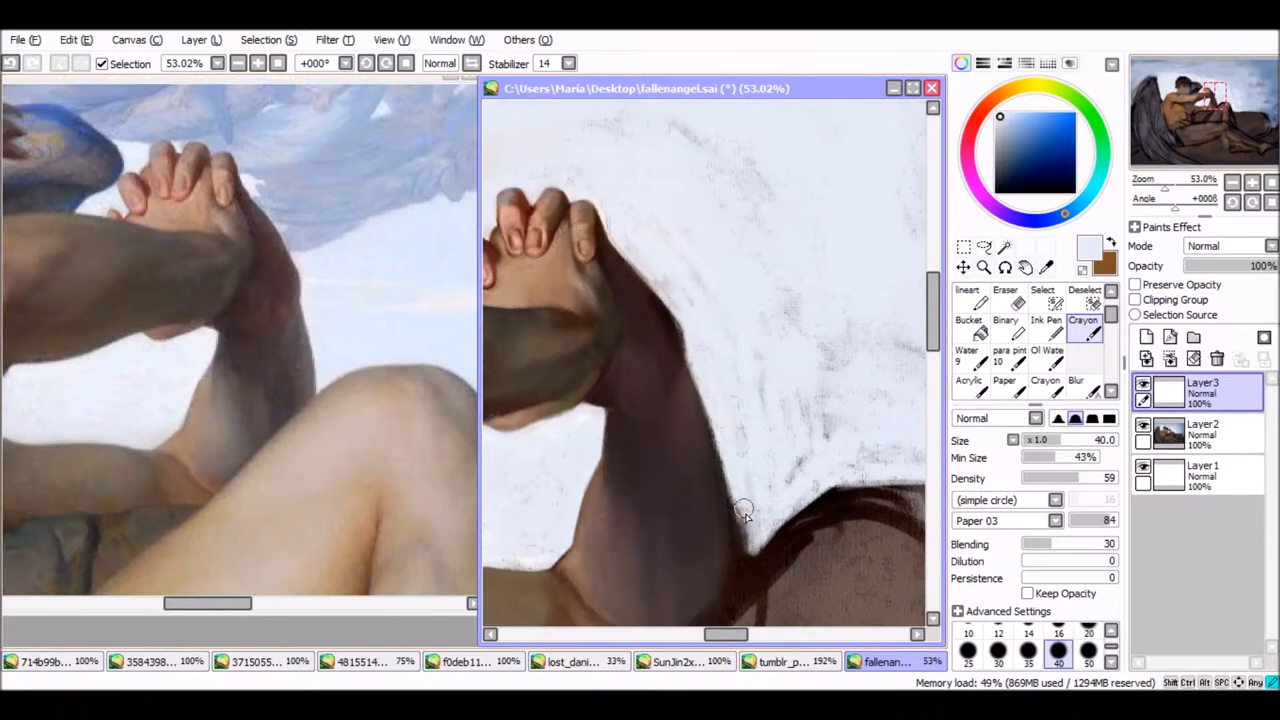 File (F) Edit (E) Canvas (C) Layer (L) Selection (S) Filter (T) View (V) Window (W) Others (O)
Selection 53.02% +000° Normal Stabilizer 14
C:\Users\Maria\Desktop\fallenangel.sai (*) (53.02%)
Zoom 53.0%
Angle +000ß
Paints Effect
Mode Normal
Opacity 100%
Preserve Opacity
Clipping Group
Selection Source
lineart Eraser Select Deselect
Bucket Binary Ink Pen Crayon
Water 9 para pint 10 Oil Water
Acrylic Paper Crayon Blur
Normal
Size x 1.0 40.0
Min Size 43%
Density 59
(simple circle) 16
Paper 03 84
Blending 30
Dilution 0
Persistence 0
Keep Opacity
Advanced Settings
10 12 14 16 20
25 30 35 40 50
Layer3
Normal
100%
Layer2
Normal
100%
Layer1
Normal
100%
714b99b... 100% 3584398... 100% 3715055... 100% 4815514... 75% f0deb11... 100% lost_dani... 33% SunJin2x... 100% tumblr_p... 192% fallenan... 53%
Memory load: 49% (869MB used / 1294MB reserved) Shift Ctrl Alt SPC Any